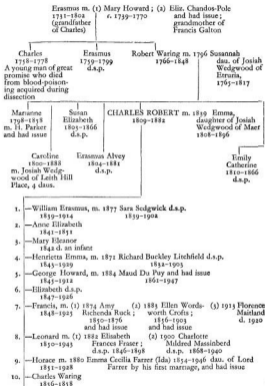 Erasmus m. (1) Mary Howard; (2) Eliz. Chandos-Pole
1731-1802 c. 1739-1770 and had issue;
(grandfather grandmother of
of Charles) Francis Galton
Charles Erasmus Robert Waring m. 1796 Susannah
1758-1778 1759-1799 1766-1848 dau. of Josiah
A young man of great d.s.p. Wedgwood of
promise who died Etruria,
from blood-poison- 1765-1817
ing acquired during
dissection
Marianne Susan CHARLES ROBERT m. 1839 Emma,
1798-1858 Elizabeth 1809-1882 daughter of Josiah
m. H. Parker 1803-1866 Wedgwood of Maer
and had issue d.s.p. 1808-1896
Caroline Erasmus Alvey Emily
1800-1888 1804-1881 Catherine
m. Josiah Wedg- d.s.p. 1810-1866
wood of Leith Hill d.s.p.
Place, 4 daus.
1. —William Erasmus, m. 1877 Sara Sedgwick d.s.p.
1839-1914 1839-1902
2. —Anne Elizabeth
1841-1851
3. —Mary Eleanor
1842 d. an infant
4. —Henrietta Emma, m. 1871 Richard Buckley Litchfield d.s.p.
1843-1929 1832-1903
5. —George Howard, m. 1884 Maud Du Puy and had issue
1845-1912 1861-1947
6. —Elizabeth d.s.p.
1847-1926
7. —Francis, m. (1) 1874 Amy (2) 1883 Ellen Words- (3) 1913 Florence
1848-1925 Richenda Ruck; worth Crofts; Maitland
1850-1876 1856-1903 d. 1920
and had issue and had issue
8. —Leonard m. (1) 1882 Elizabeth (2) 1900 Charlotte
1850-1943 Frances Fraser; Mildred Massingberd
d.s.p. 1846-1898 d.s.p. 1868-1940
9. —Horace m. 1880 Emma Cecilia Farrer (Ida) 1854-1946 dau. of Lord
1851-1928 Farrer by his first marriage, and had issue
10. —Charles Waring
1856-1858